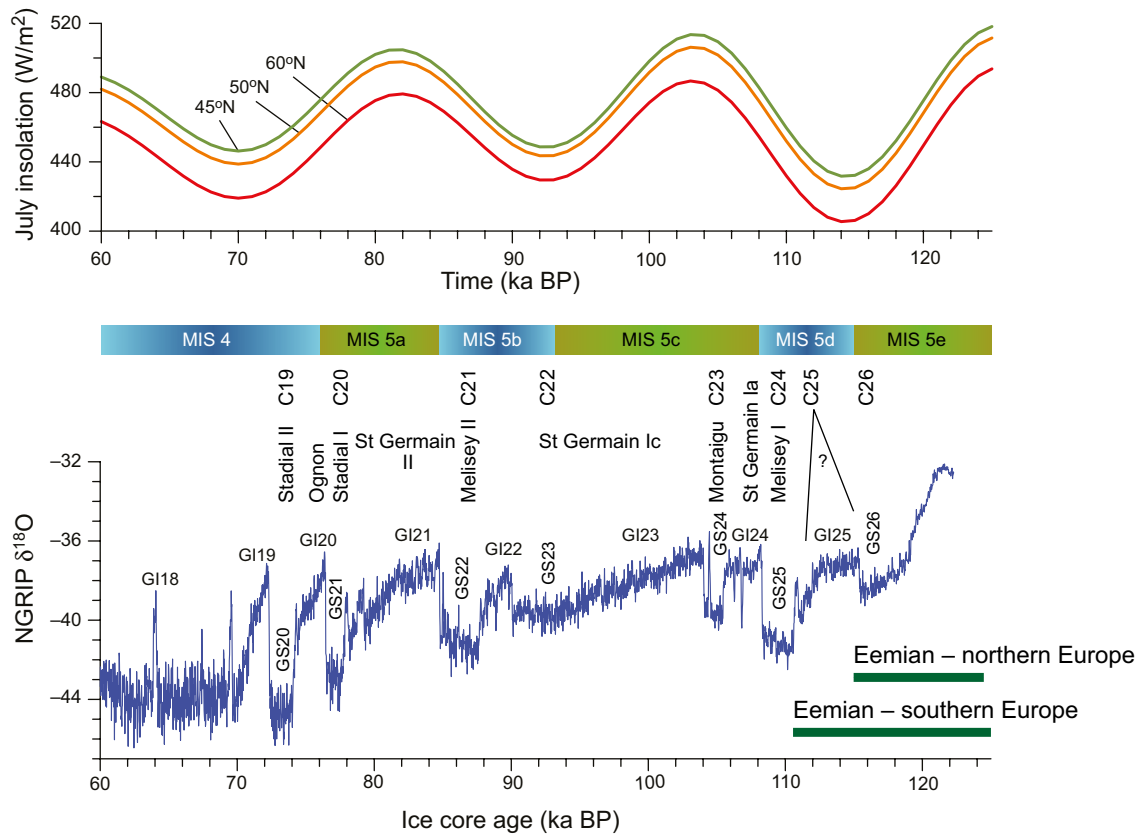 July insolation (W/m²)
520
480
440
400
60ºN
50ºN
45ºN
60 70 80 90 100 110 120
Time (ka BP)
MIS 4 MIS 5a MIS 5b MIS 5c MIS 5d MIS 5e
Stadial II C19
Ognon
Stadial I C20
St Germain
II
Melisey II C21
C22
St Germain Ic
Montaigu C23
St Germain Ia
Melisey I C24
C25
C26
?
NGRIP δ¹⁸O
–32
–36
–40
–44
GI18
GI19
GS20
GI20
GS21
GI21
GS22
GI22
GS23
GI23
GS24
GI24
GS25
GI25
GS26
Eemian – northern Europe
Eemian – southern Europe
60 70 80 90 100 110 120
Ice core age (ka BP)